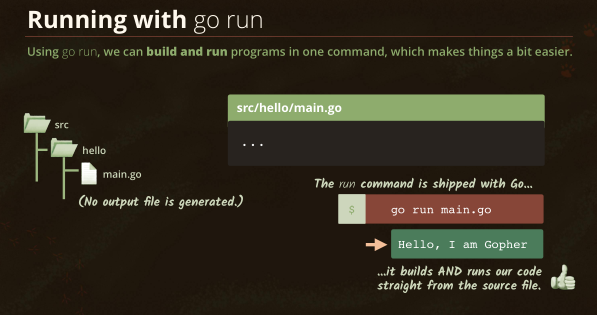 Running with go run
Using go run, we can build and run programs in one command, which makes things a bit easier.
src
hello
main.go
(No output file is generated.)
src/hello/main.go
...
The run command is shipped with Go...
$ go run main.go
Hello, I am Gopher
...it builds AND runs our code
straight from the source file.